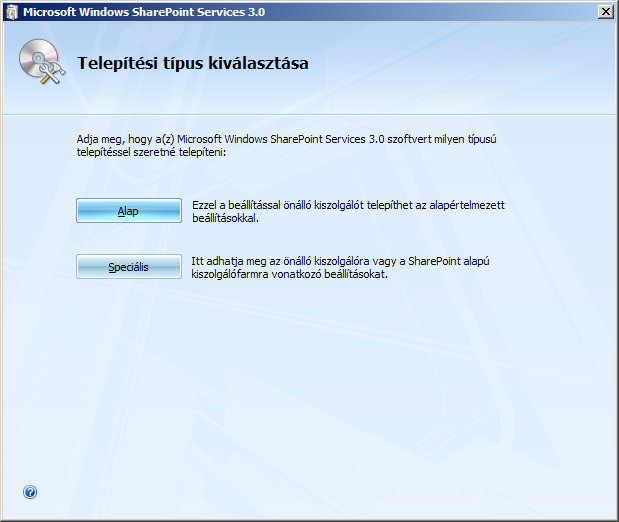 Microsoft Windows SharePoint Services 3.0
Telepítési típus kiválasztása
Adja meg, hogy a(z) Microsoft Windows SharePoint Services 3.0 szoftvert milyen típusú
telepítéssel szeretné telepíteni:
Alap
Ezzel a beállítással önálló kiszolgálót telepíthet az alapértelmezett
beállításokkal.
Speciális
Itt adhatja meg az önálló kiszolgálóra vagy a SharePoint alapú
kiszolgálófarmra vonatkozó beállításokat.
?